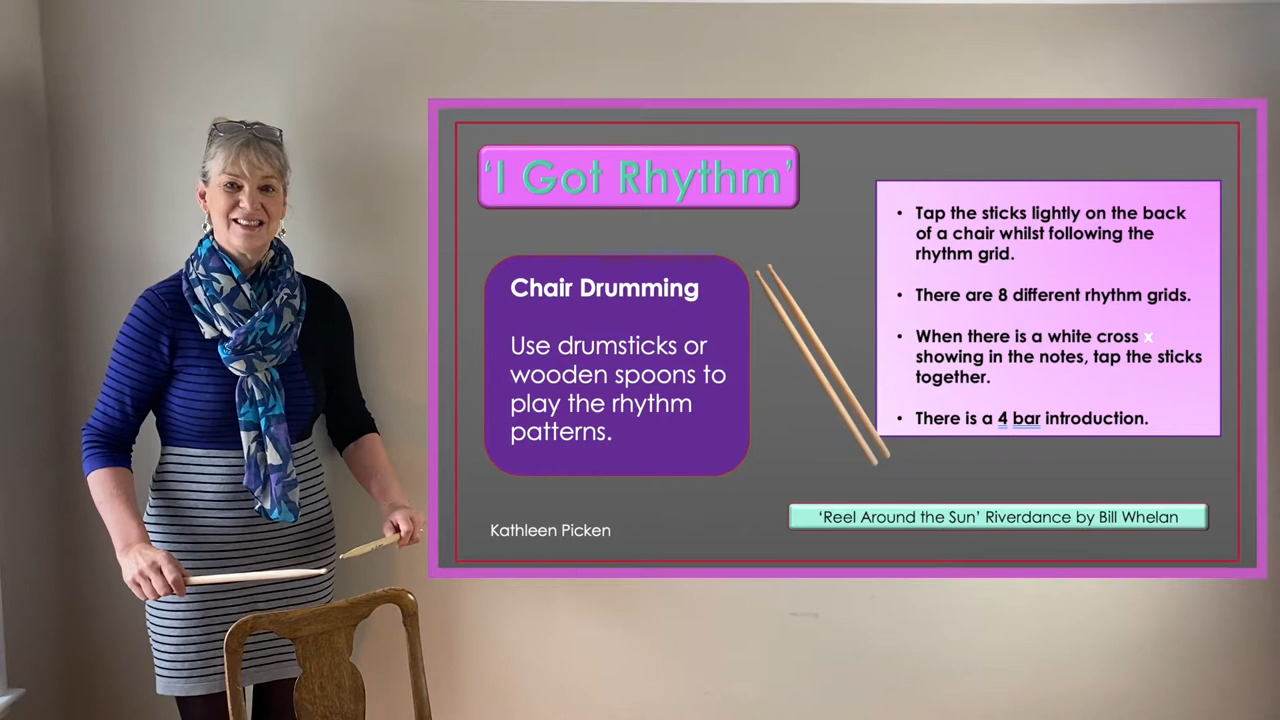 ‘I Got Rhythm’
Chair Drumming
Use drumsticks or
wooden spoons to
play the rhythm
patterns.
• Tap the sticks lightly on the back
of a chair whilst following the
rhythm grid.
• There are 8 different rhythm grids.
• When there is a white cross x
showing in the notes, tap the sticks
together.
• There is a 4 bar introduction.
‘Reel Around the Sun’ Riverdance by Bill Whelan
Kathleen Picken